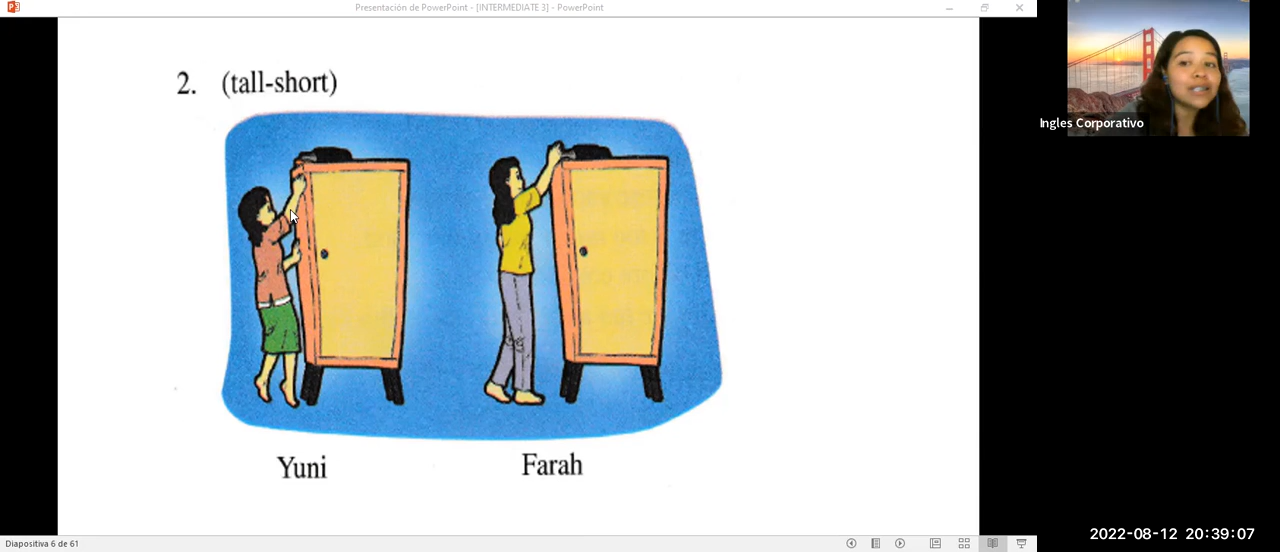 Presentación de PowerPoint - [INTERMEDIATE 3] - PowerPoint
2. (tall-short)
Ingles Corporativo
Yuni
Farah
2022-08-12 20:39:07
Diapositiva 6 de 61